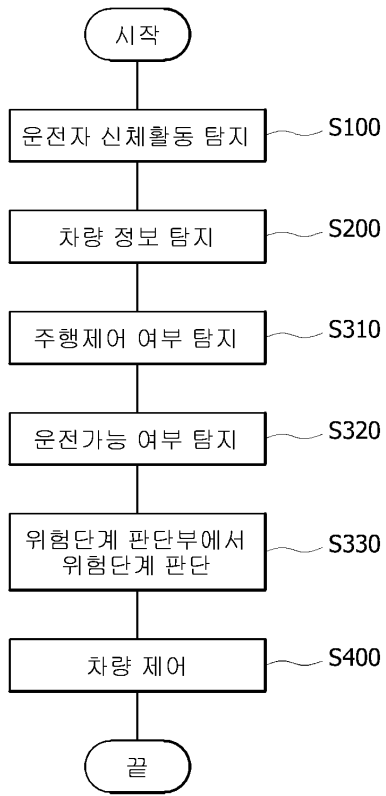 시작
운전자 신체활동 탐지
S100
차량 정보 탐지
S200
주행제어 여부 탐지
S310
운전가능 여부 탐지
S320
위험단계 판단부에서
위험단계 판단
S330
차량 제어
S400
끝